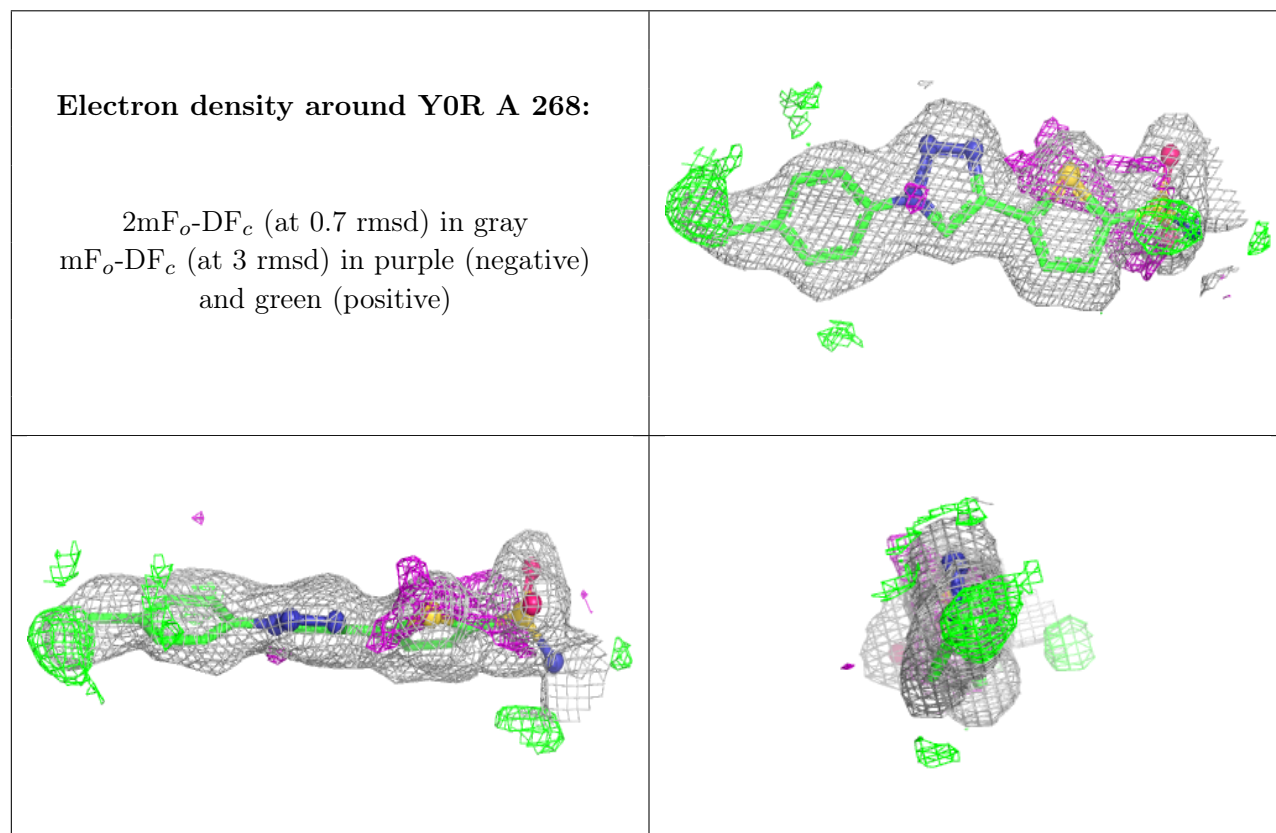 Electron density around Y0R A 268:
2mFo-DFc (at 0.7 rmsd) in gray
mFo-DFc (at 3 rmsd) in purple (negative)
and green (positive)